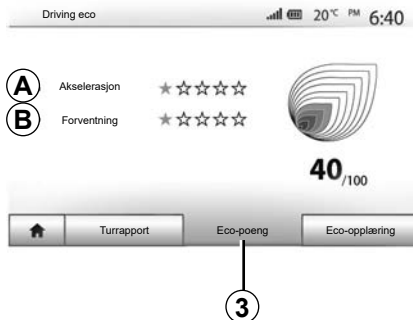 Driving eco 20°C PM 6:40
A Akselerasjon
B Forventning
40/100
Turrapport Eco-poeng Eco-opplæring
3